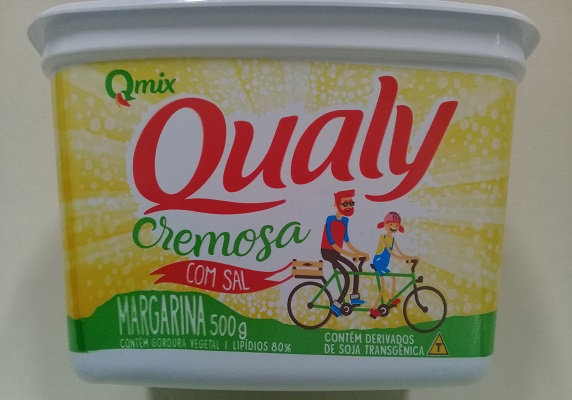 Qmix
Qualy
cremosa
COM SAL
MARGARINA 500g
CONTÉM GORDURA VEGETAL | LIPÍDIOS 80%
CONTÉM DERIVADOS
DE SOJA TRANSGÊNICA
T